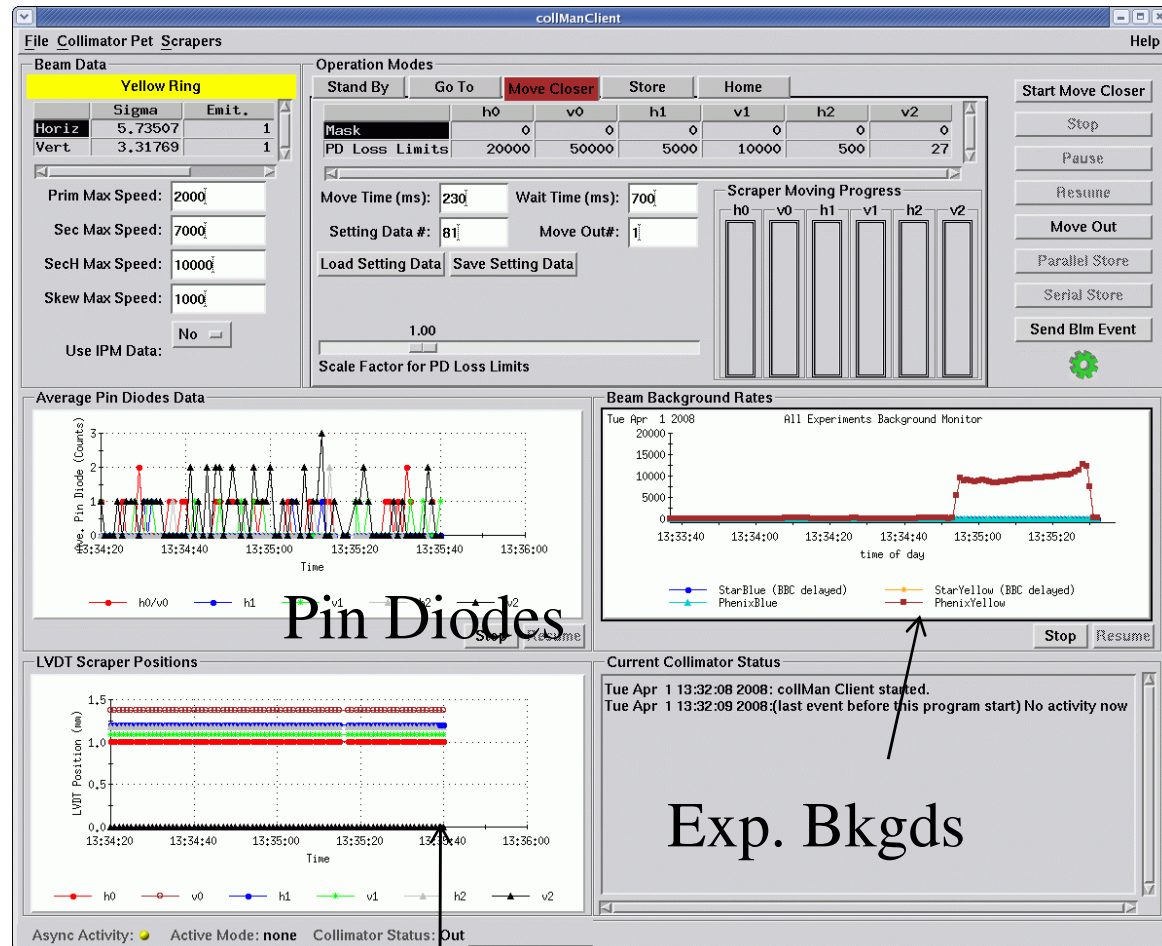 collManClient
File Collimator Pet Scrapers Help
Beam Data
Yellow Ring
Sigma Emit.
Horiz 5.73507 1
Vert 3.31769 1
Prim Max Speed: 2000
Sec Max Speed: 7000
SecH Max Speed: 10000
Skew Max Speed: 1000
Use IPM Data: No
Operation Modes
Stand By Go To Move Closer Store Home
h0 v0 h1 v1 h2 v2
Mask 0 0 0 0 0 0
PD Loss Limits 20000 50000 5000 10000 500 27
Move Time (ms): 230 Wait Time (ms): 700
Setting Data #: 81 Move Out#: 1
Load Setting Data Save Setting Data
1.00
Scale Factor for PD Loss Limits
Scraper Moving Progress
h0 v0 h1 v1 h2 v2
Start Move Closer
Stop
Pause
Resume
Move Out
Parallel Store
Serial Store
Send Blm Event
Average Pin Diodes Data
Ave. Pin Diode (Counts)
3
2
1
0
13:34:20 13:34:40 13:35:00 13:35:20 13:35:40 13:36:00
Time
h0/v0 h1 v1 h2 v2
Pin Diodes
Stop Resume
Beam Background Rates
Tue Apr 1 2008 All Experiments Background Monitor
20000
15000
10000
5000
0
13:33:40 13:34:00 13:34:20 13:34:40 13:35:00 13:35:20
time of day
StarBlue (BBC delayed) StarYellow (BBC delayed)
PhenixBlue PhenixYellow
Stop Resume
LVDT Scraper Positions
LVDT Position (mm)
1.5
1.0
0.5
0.0
13:34:20 13:34:40 13:35:00 13:35:20 13:35:40 13:36:00
Time
h0 v0 h1 v1 h2 v2
Current Collimator Status
Tue Apr 1 13:32:08 2008: collMan Client started.
Tue Apr 1 13:32:09 2008:(last event before this program start) No activity now
Exp. Bkgds
Async Activity: Active Mode: none Collimator Status: Out